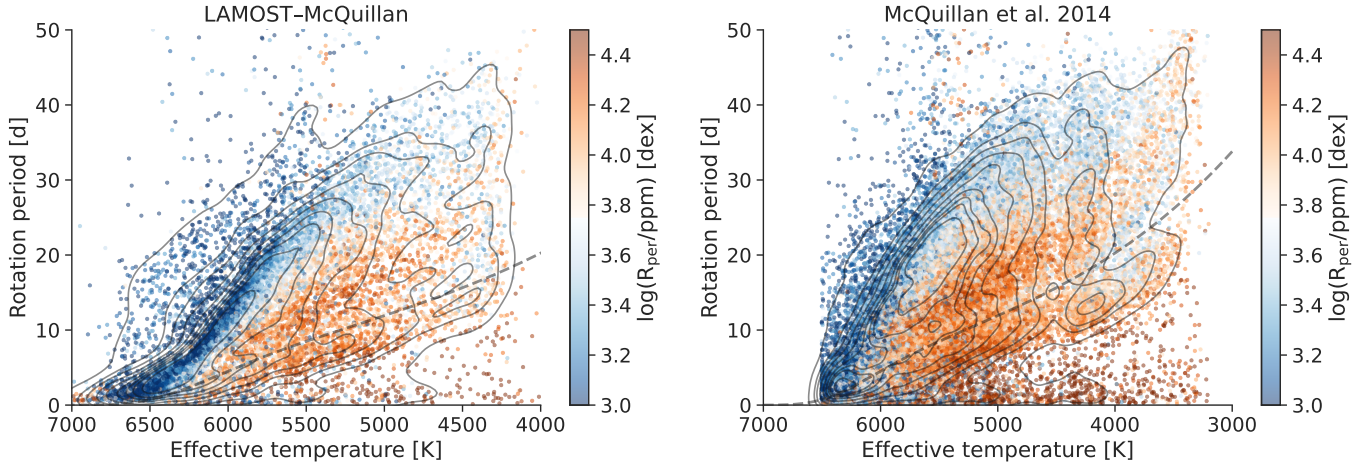 LAMOST–McQuillan
50
40
30
20
10
0
Rotation period [d]
7000 6500 6000 5500 5000 4500 4000
Effective temperature [K]
4.4
4.2
4.0
3.8
3.6
3.4
3.2
3.0
log(Rper/ppm) [dex]
McQuillan et al. 2014
50
40
30
20
10
0
Rotation period [d]
7000 6000 5000 4000 3000
Effective temperature [K]
4.4
4.2
4.0
3.8
3.6
3.4
3.2
3.0
log(Rper/ppm) [dex]